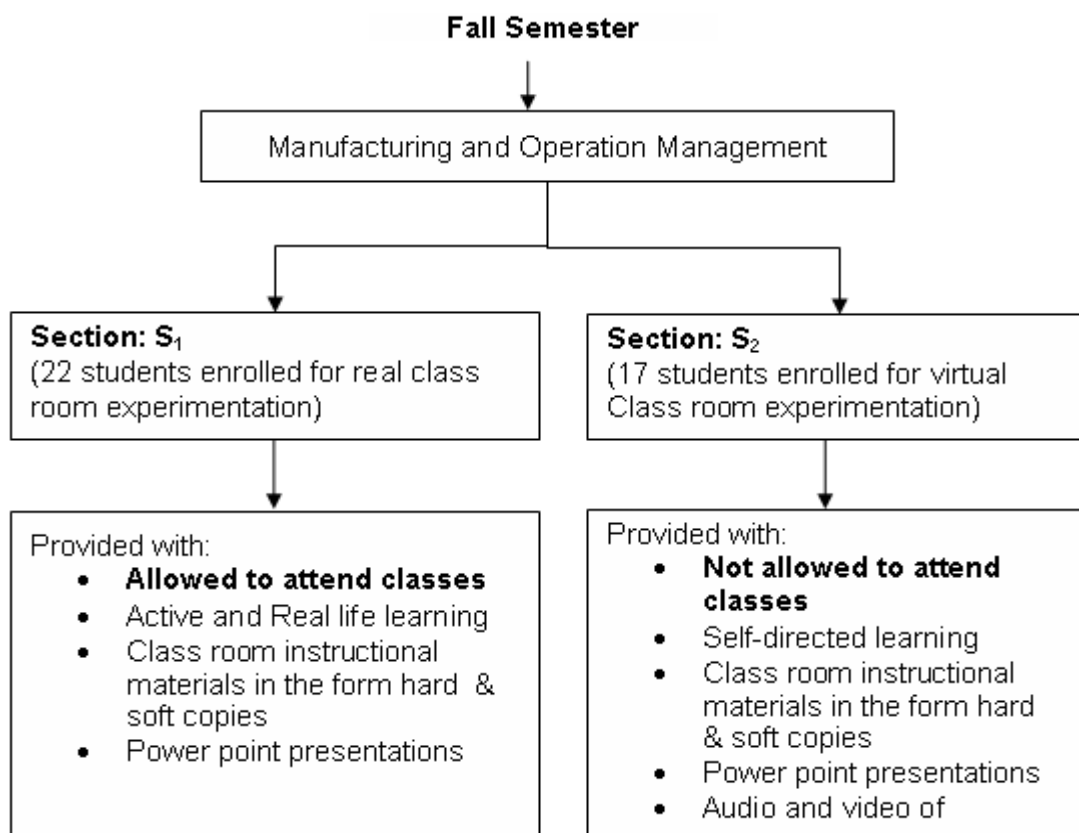 Fall Semester
Manufacturing and Operation Management
Section: S₁
(22 students enrolled for real class
room experimentation)
Section: S₂
(17 students enrolled for virtual
Class room experimentation)
Provided with:
• Allowed to attend classes
• Active and Real life learning
• Class room instructional
materials in the form hard &
soft copies
• Power point presentations
Provided with:
• Not allowed to attend
classes
• Self-directed learning
• Class room instructional
materials in the form hard
& soft copies
• Power point presentations
• Audio and video of